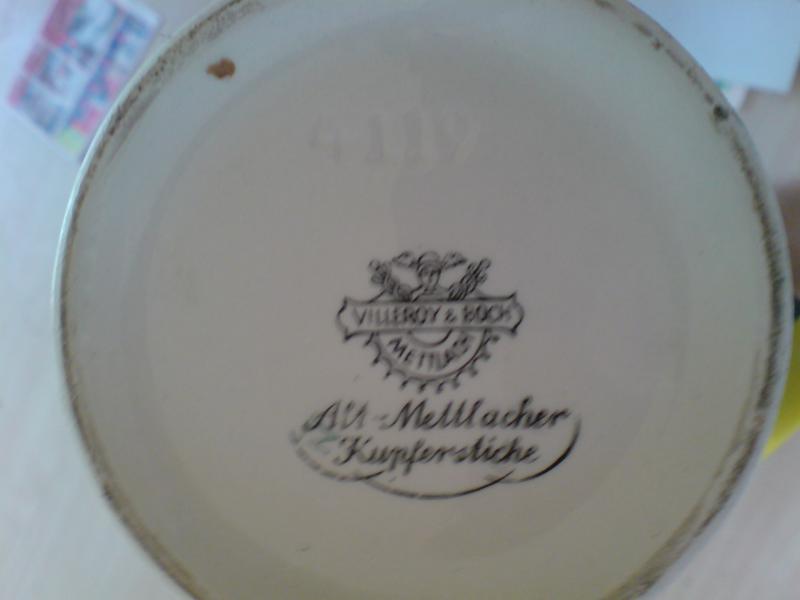 4119
VILLEROY & BOCH
METTLACH
Alt-Mettlacher
Kupferstiche